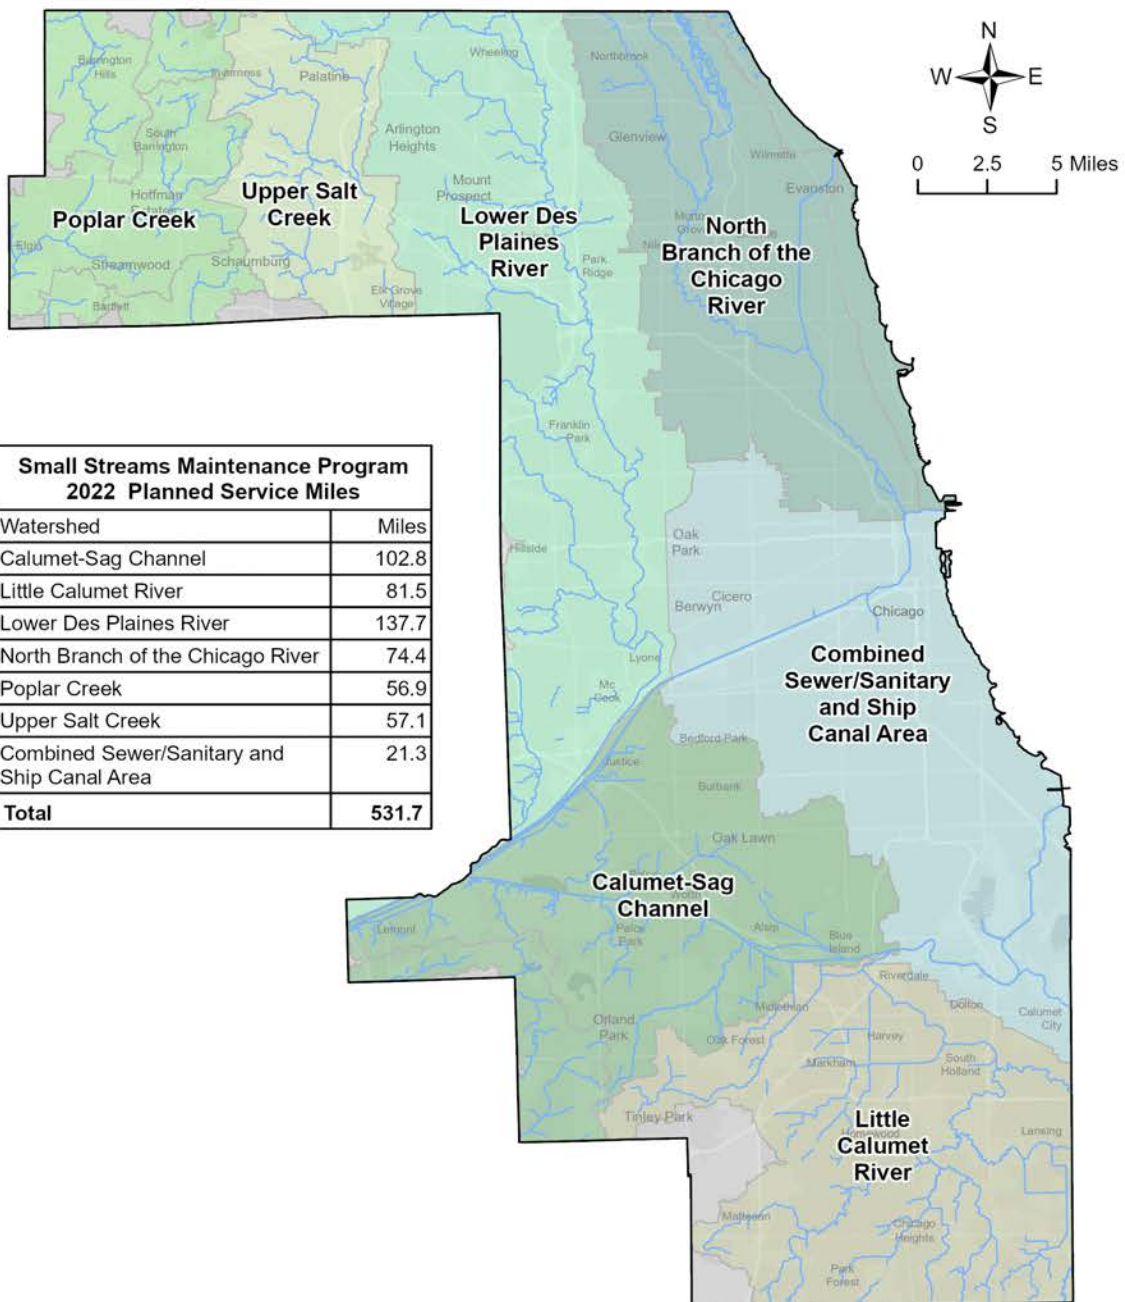 N
W E
S
0 2.5 5 Miles
Barrington
Hills
Inverness
Palatine
Wheeling
Northbrook
South
Barrington
Arlington
Heights
Glenview
Wilmette
Hoffman
Estates
Upper Salt
Creek
Mount
Prospect
Evanston
Poplar Creek
Lower Des
Plaines
River
Morton
Grove
North
Branch of the
Chicago
River
Elgin
Streamwood
Schaumburg
Park
Ridge
Bartlett
Elk Grove
Village
Franklin
Park
Small Streams Maintenance Program
2022 Planned Service Miles
Watershed Miles
Calumet-Sag Channel 102.8
Little Calumet River 81.5
Lower Des Plaines River 137.7
North Branch of the Chicago River 74.4
Poplar Creek 56.9
Upper Salt Creek 57.1
Combined Sewer/Sanitary and
Ship Canal Area 21.3
Total 531.7
Hillside
Oak
Park
Cicero
Berwyn
Chicago
Lyons
Mc
Cook
Combined
Sewer/Sanitary
and Ship
Canal Area
Bedford Park
Justice
Burbank
Oak Lawn
Calumet-Sag
Channel
Worth
Lemont
Palos
Park
Alsip
Blue
Island
Riverdale
Midlothian
Dolton
Calumet
City
Orland
Park
Oak Forest
Harvey
Markham
South
Holland
Tinley Park
Little
Calumet
River
Homewood
Lansing
Matteson
Chicago
Heights
Park
Forest